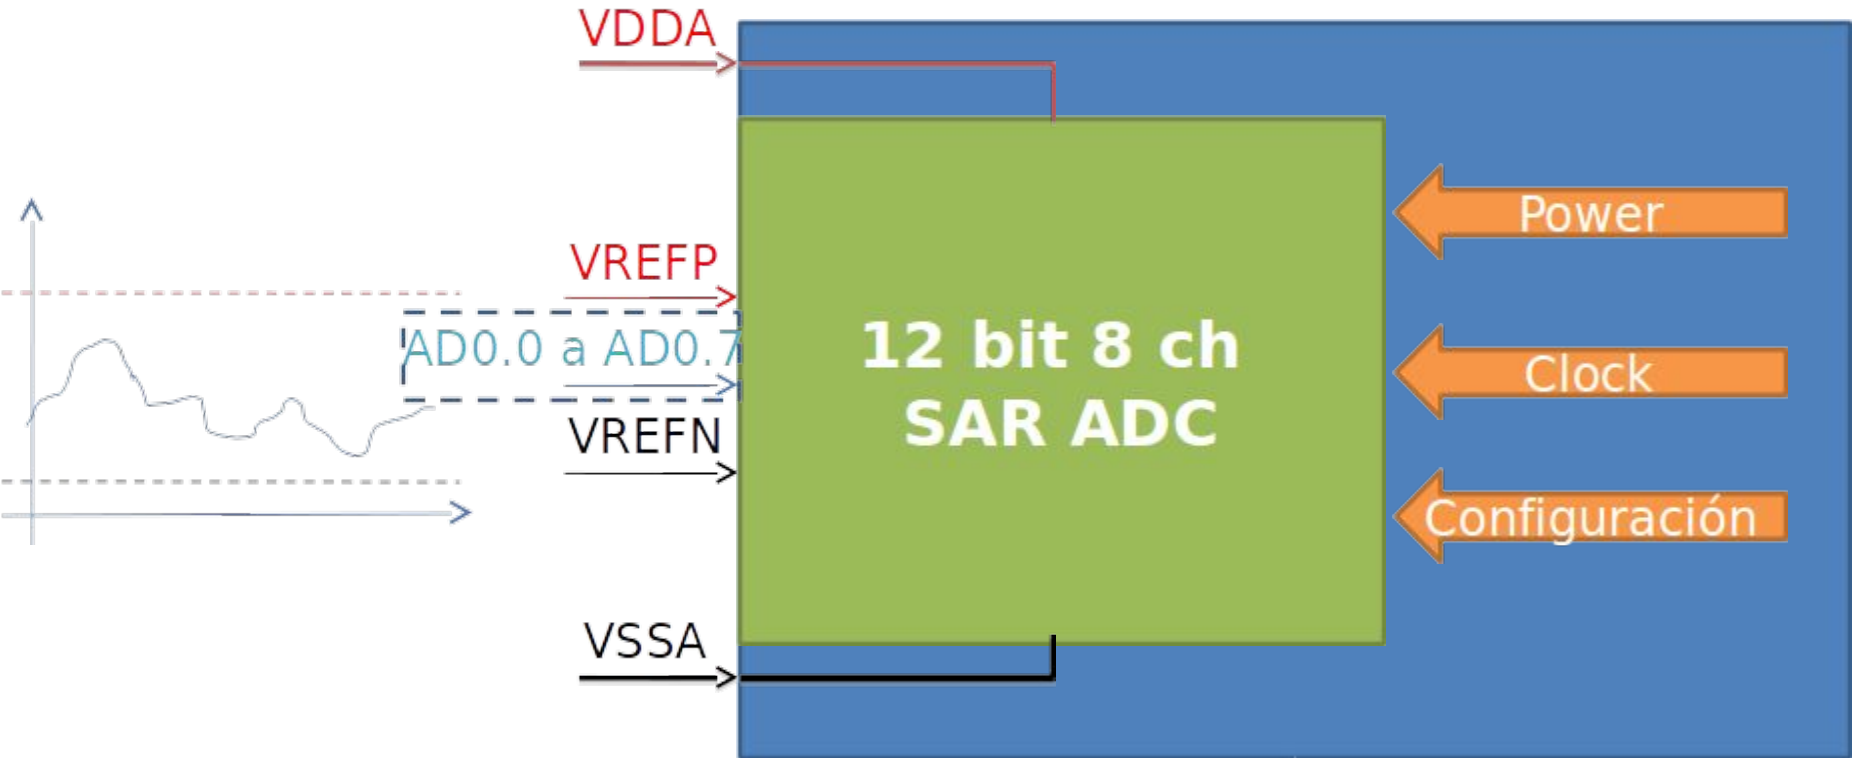 VDDA
Power
VREFP
12 bit 8 ch
AD0.0 a AD0.7
Clock
SAR ADC
VREFN
Configuración
VSSA